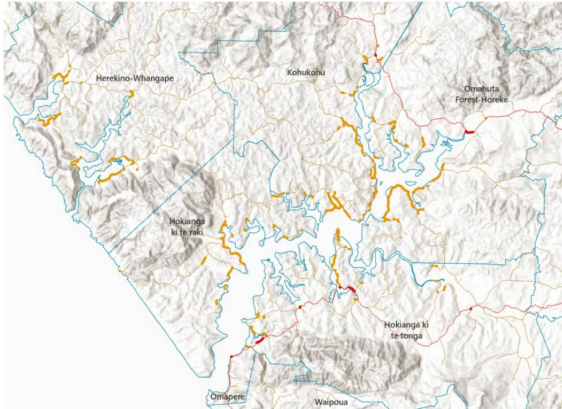 Herekino-Whangape
Kohukohu
Omahuta
Forest-Horeke
Hokianga
ki te raki
Hokianga ki
te tonga
Omapere
Waipoua